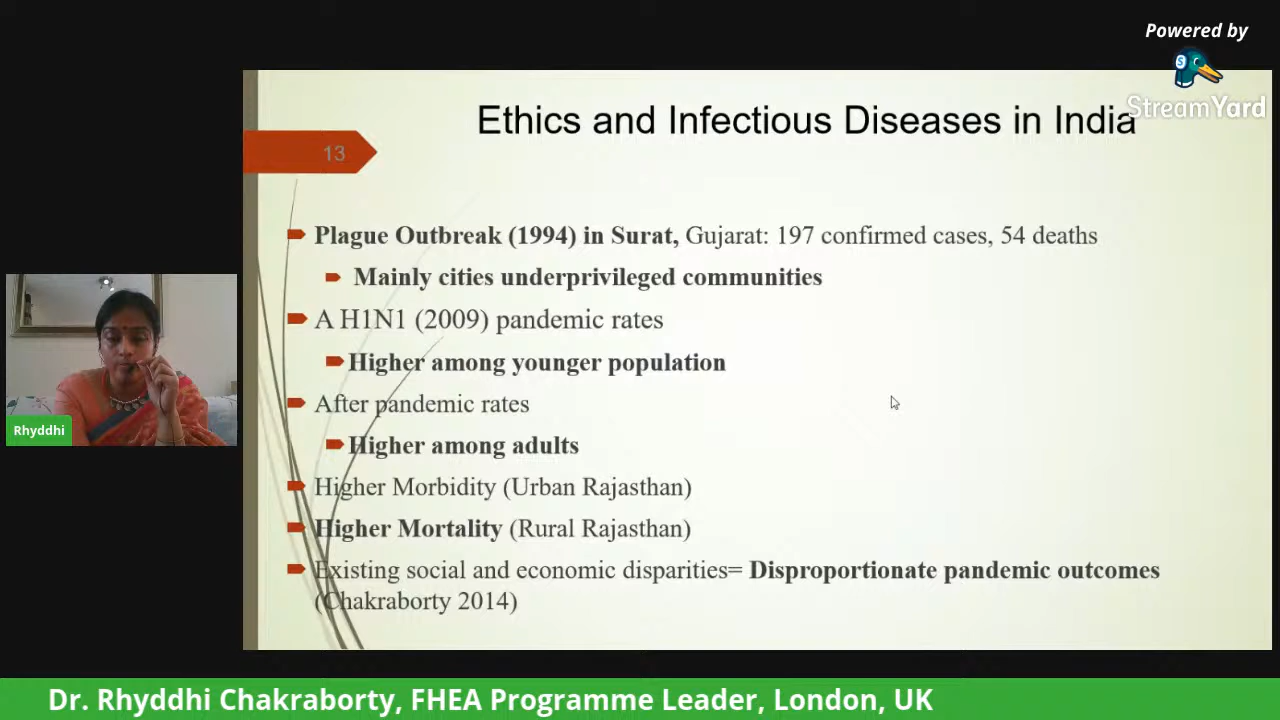 Powered by
StreamYard
Ethics and Infectious Diseases in India
13
Plague Outbreak (1994) in Surat, Gujarat: 197 confirmed cases, 54 deaths
Mainly cities underprivileged communities
A H1N1 (2009) pandemic rates
Higher among younger population
After pandemic rates
Higher among adults
Higher Morbidity (Urban Rajasthan)
Higher Mortality (Rural Rajasthan)
Existing social and economic disparities= Disproportionate pandemic outcomes
(Chakraborty 2014)
Rhyddhi
Dr. Rhyddhi Chakraborty, FHEA Programme Leader, London, UK